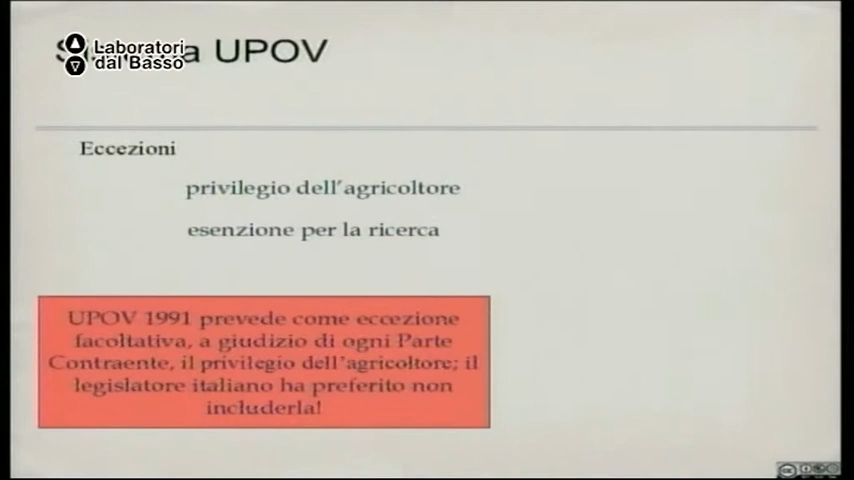 Laboratori
dal Basso
a UPOV
Eccezioni
privilegio dell'agricoltore
esenzione per la ricerca
UPOV 1991 prevede come eccezione
facoltativa, a giudizio di ogni Parte
Contraente, il privilegio dell'agricoltore; il
legislatore italiano ha preferito non
includerla!